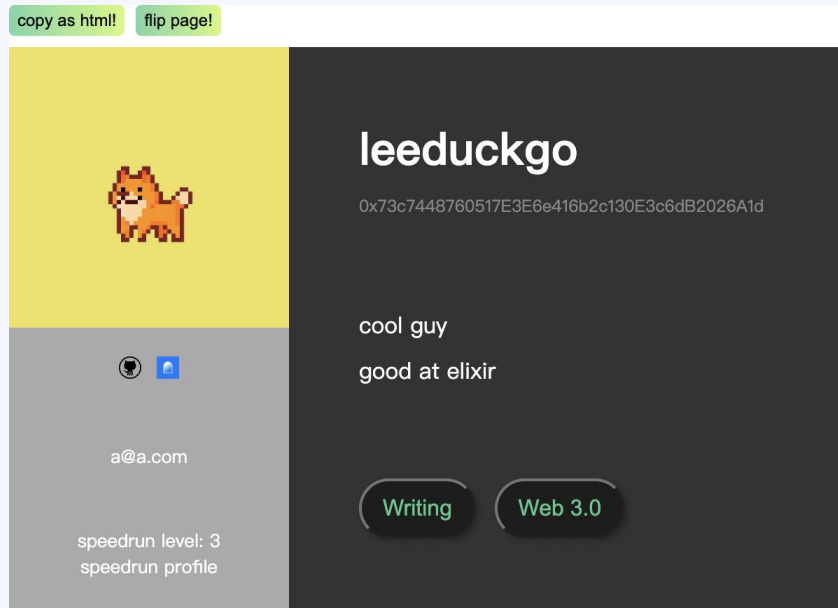 copy as html!
flip page!
leeduckgo
0x73c7448760517E3E6e416b2c130E3c6dB2026A1d
cool guy
good at elixir
a@a.com
Writing
Web 3.0
speedrun level: 3
speedrun profile